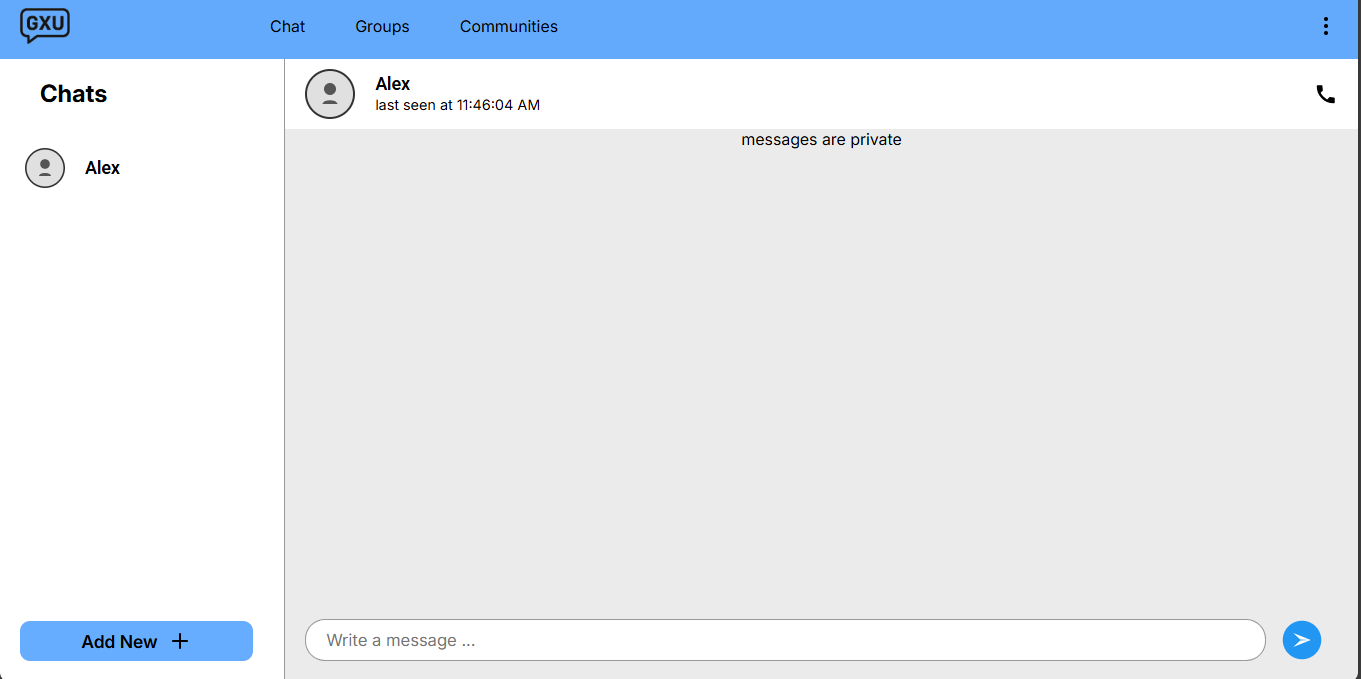 GXU
Chat
Groups
Communities
Chats
Alex
Alex
last seen at 11:46:04 AM
messages are private
Write a message ...
Add New